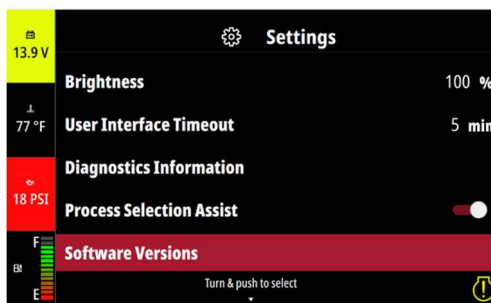 Settings
13.9 V
Brightness 100 %
77 °F
User Interface Timeout 5 min
Diagnostics Information
18 PSI
Process Selection Assist
F
Software Versions
E
Turn & push to select